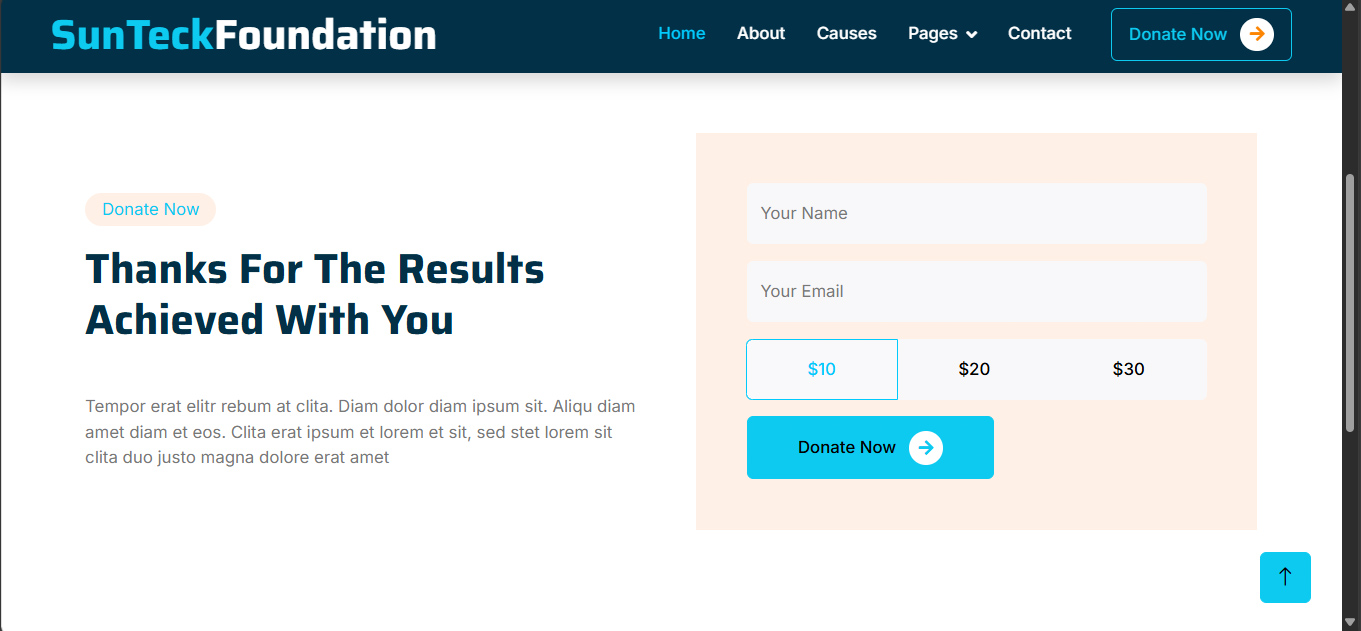 SunTeckFoundation
Home
About
Causes
Pages
Contact
Donate Now
Donate Now
Thanks For The Results
Achieved With You
Tempor erat elitr rebum at clita. Diam dolor diam ipsum sit. Aliqu diam
amet diam et eos. Clita erat ipsum et lorem et sit, sed stet lorem sit
clita duo justo magna dolore erat amet
Your Name
Your Email
$10
$20
$30
Donate Now